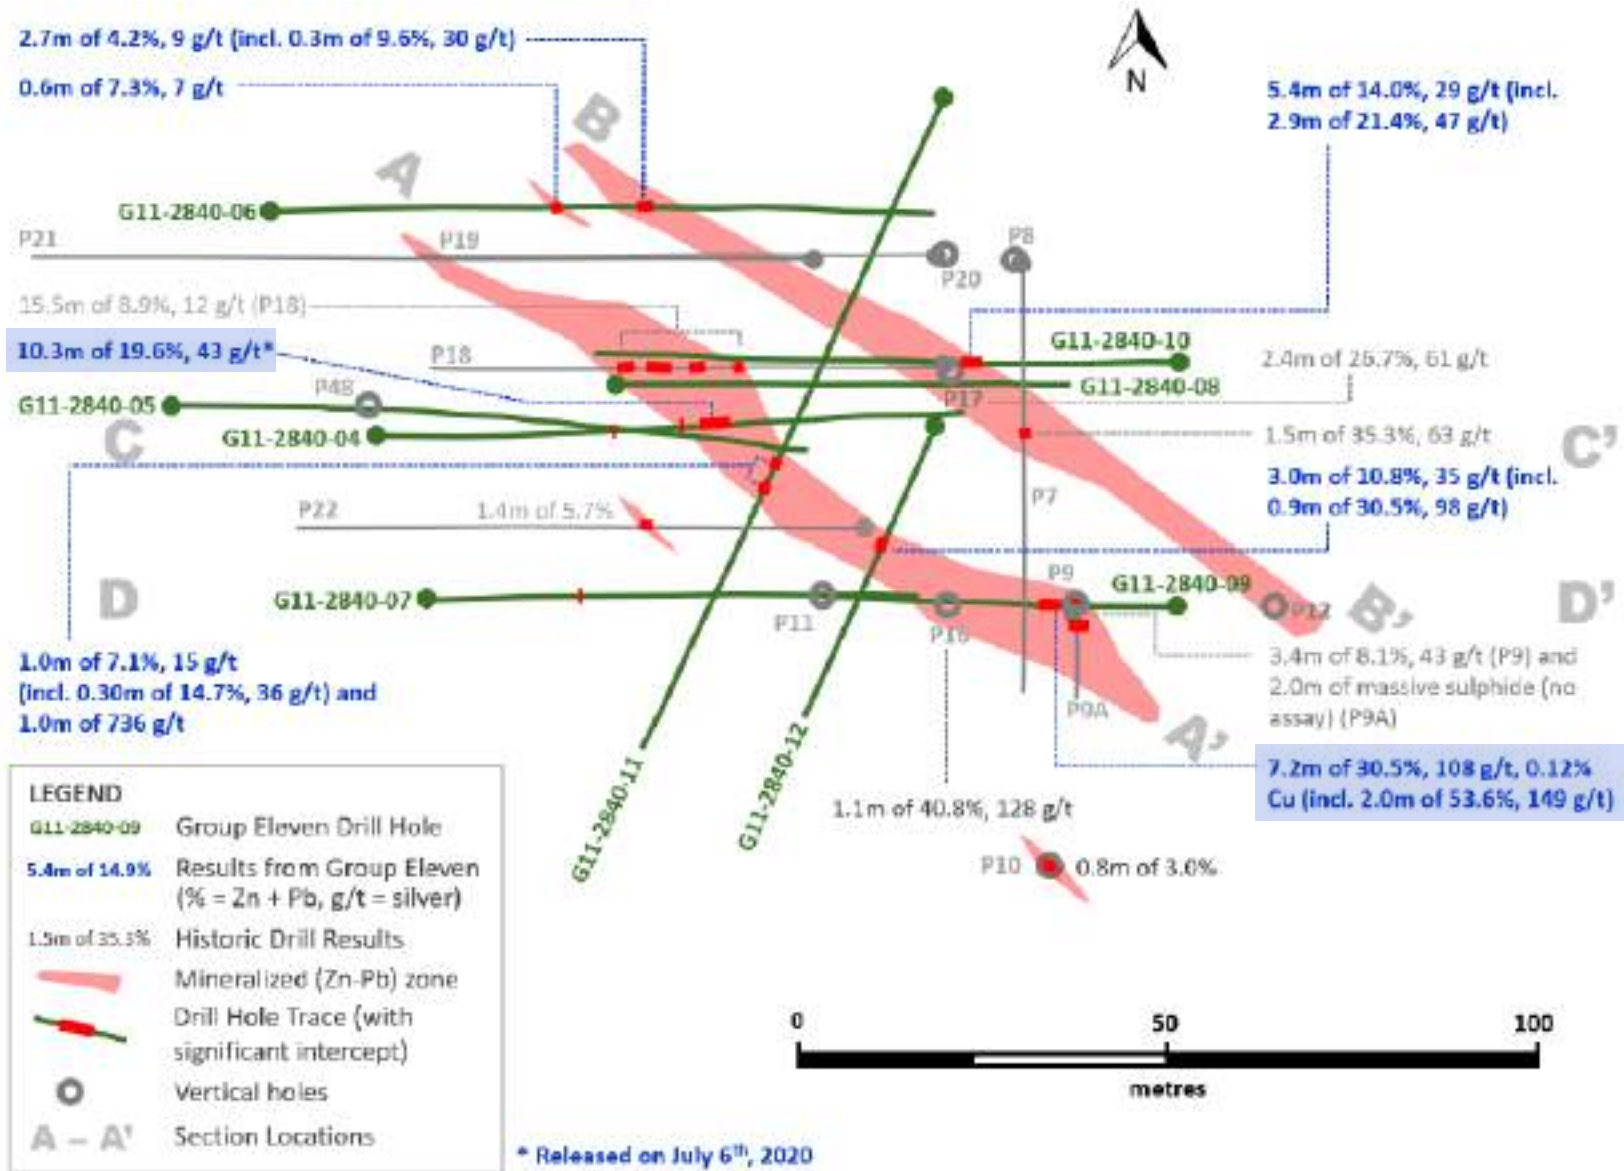 2.7m of 4.2%, 9 g/t (incl. 0.3m of 9.6%, 30 g/t)
0.6m of 7.3%, 7 g/t
N
5.4m of 14.0%, 29 g/t (incl.
2.9m of 21.4%, 47 g/t)
B
A
G11-2840-06
P21
P19
P8
P20
15.5m of 8.9%, 12 g/t (P18)
10.3m of 19.6%, 43 g/t*
P18
G11-2840-10
2.4m of 26.7%, 61 g/t
P48
G11-2840-08
P17
G11-2840-05
G11-2840-04
C
1.5m of 35.3%, 63 g/t
C'
3.0m of 10.8%, 35 g/t (incl.
0.9m of 30.5%, 98 g/t)
P22
1.4m of 5.7%
P7
D
G11-2840-07
P9
G11-2840-09
D'
P11
P16
P12
B'
1.0m of 7.1%, 15 g/t
(incl. 0.30m of 14.7%, 36 g/t) and
1.0m of 736 g/t
3.4m of 8.1%, 43 g/t (P9) and
2.0m of massive sulphide (no
assay) (P9A)
P9A
A'
G11-2840-11
G11-2840-12
7.2m of 30.5%, 108 g/t, 0.12%
Cu (incl. 2.0m of 53.6%, 149 g/t)
1.1m of 40.8%, 128 g/t
P10
0.8m of 3.0%
LEGEND
G11-2840-09 Group Eleven Drill Hole
5.4m of 14.9% Results from Group Eleven
(% = Zn + Pb, g/t = silver)
1.5m of 35.3% Historic Drill Results
Mineralized (Zn-Pb) zone
Drill Hole Trace (with
significant intercept)
Vertical holes
A – A' Section Locations
0 50 100
metres
* Released on July 6th, 2020